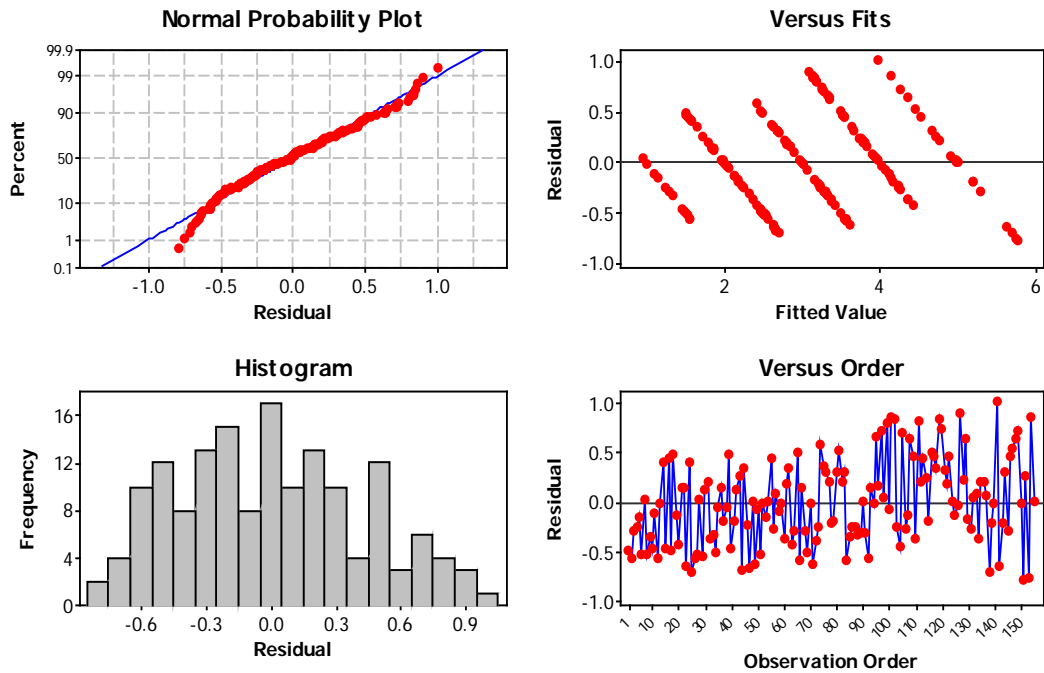 Normal Probability Plot
99.9
99
90
50
10
1
0.1
Percent
-1.0 -0.5 0.0 0.5 1.0
Residual
Versus Fits
1.0
0.5
0.0
-0.5
-1.0
Residual
2 4 6
Fitted Value
Histogram
16
12
8
4
0
Frequency
-0.6 -0.3 0.0 0.3 0.6 0.9
Residual
Versus Order
1.0
0.5
0.0
-0.5
-1.0
Residual
1 10 20 30 40 50 60 70 80 90 100 110 120 130 140 150
Observation Order